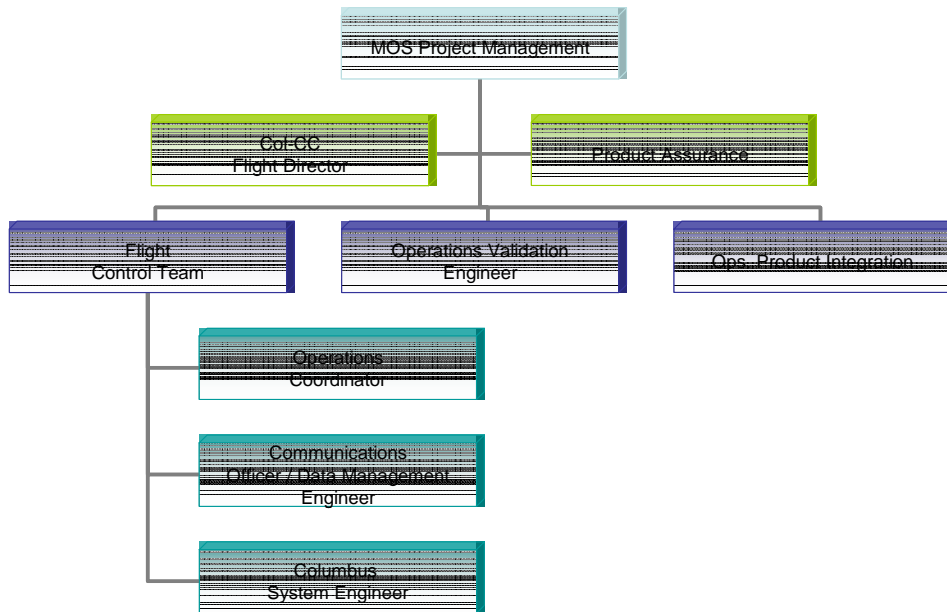 MOS Project Management
Col-CC
Flight Director
Product Assurance
Flight
Control Team
Operations Validation
Engineer
Ops. Product Integration
Operations
Coordinator
Communications
Officer / Data Management
Engineer
Columbus
System Engineer